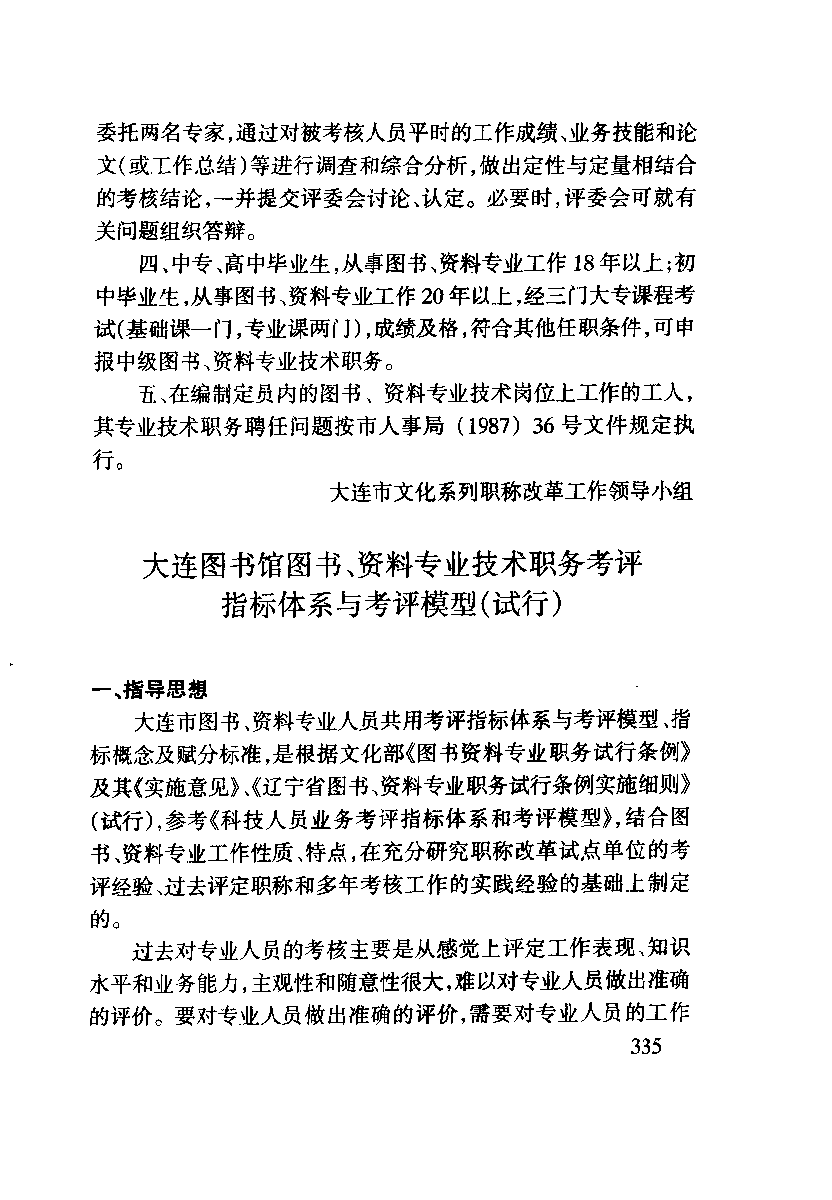 委托两名专家,通过对被考核人员平时的工作成绩、业务技能和论
文(或工作总结)等进行调查和综合分析,做出定性与定量相结合
的考核结论,一并提交评委会讨论、认定。必要时,评委会可就有
关问题组织答辩。
四、中专、高中毕业生,从事图书、资料专业工作 18 年以上;初
中毕业生,从事图书、资料专业工作 20 年以上,经三门大专课程考
试(基础课一门,专业课两门),成绩及格,符合其他任职条件,可申
报中级图书、资料专业技术职务。
五、在编制定员内的图书、资料专业技术岗位上工作的工人,
其专业技术职务聘任问题按市人事局（1987）36 号文件规定执
行。
大连市文化系列职称改革工作领导小组
大连图书馆图书、资料专业技术职务考评
指标体系与考评模型(试行)
一、指导思想
大连市图书、资料专业人员共用考评指标体系与考评模型、指
标概念及赋分标准,是根据文化部《图书资料专业职务试行条例》
及其《实施意见》、《辽宁省图书、资料专业职务试行条例实施细则》
(试行),参考《科技人员业务考评指标体系和考评模型》,结合图
书、资料专业工作性质、特点,在充分研究职称改革试点单位的考
评经验、过去评定职称和多年考核工作的实践经验的基础上制定
的。
过去对专业人员的考核主要是从感觉上评定工作表现、知识
水平和业务能力,主观性和随意性很大,难以对专业人员做出准确
的评价。要对专业人员做出准确的评价,需要对专业人员的工作
335